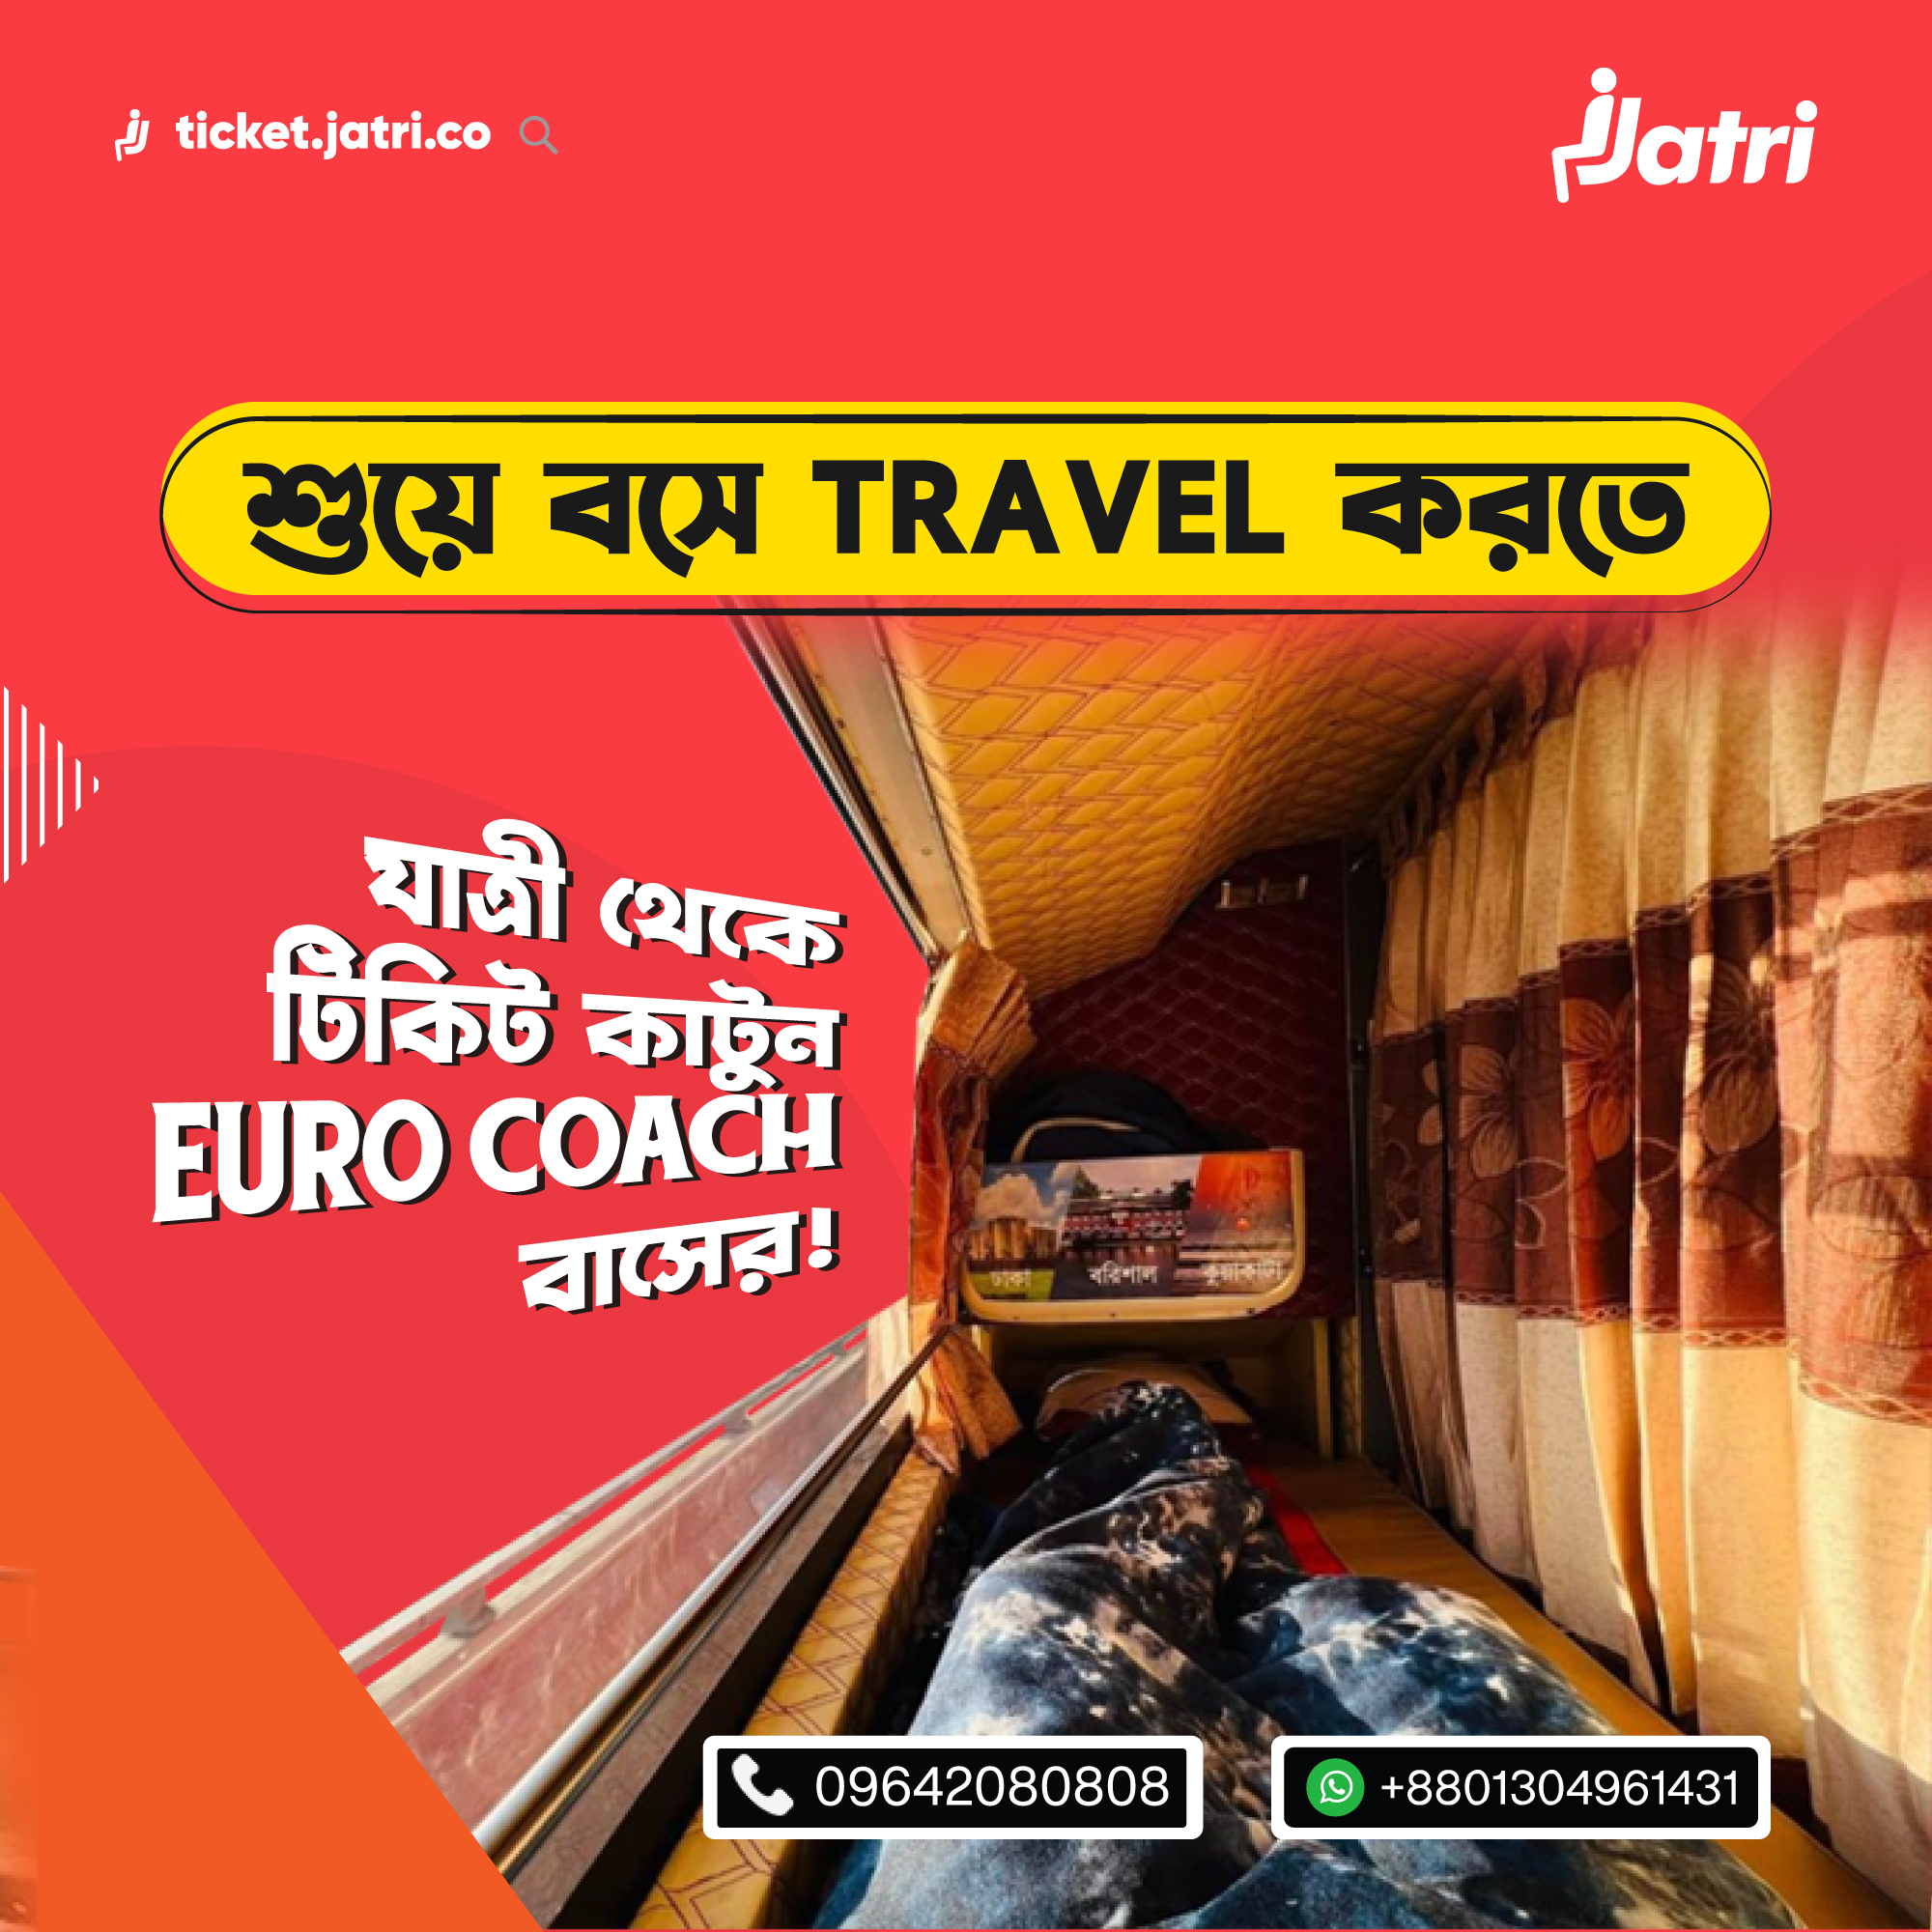 ticket.jatri.co
Jatri
শুয়ে বসে TRAVEL করতে
যাত্রী থেকে
টিকিট কাটুন
EURO COACH
বাসের!
ঢাকা বরিশাল কুয়াকাটা
09642080808
+8801304961431